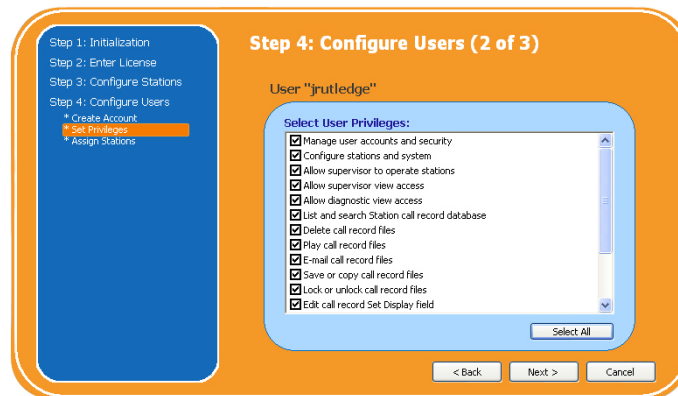 Step 1: Initialization
Step 2: Enter License
Step 3: Configure Stations
Step 4: Configure Users
* Create Account
* Set Privileges
* Assign Stations
Step 4: Configure Users (2 of 3)
User "jrutledge"
Select User Privileges:
Manage user accounts and security
Configure stations and system
Allow supervisor to operate stations
Allow supervisor view access
Allow diagnostic view access
List and search Station call record database
Delete call record files
Play call record files
E-mail call record files
Save or copy call record files
Lock or unlock call record files
Edit call record Set Display field
Select All
< Back
Next >
Cancel